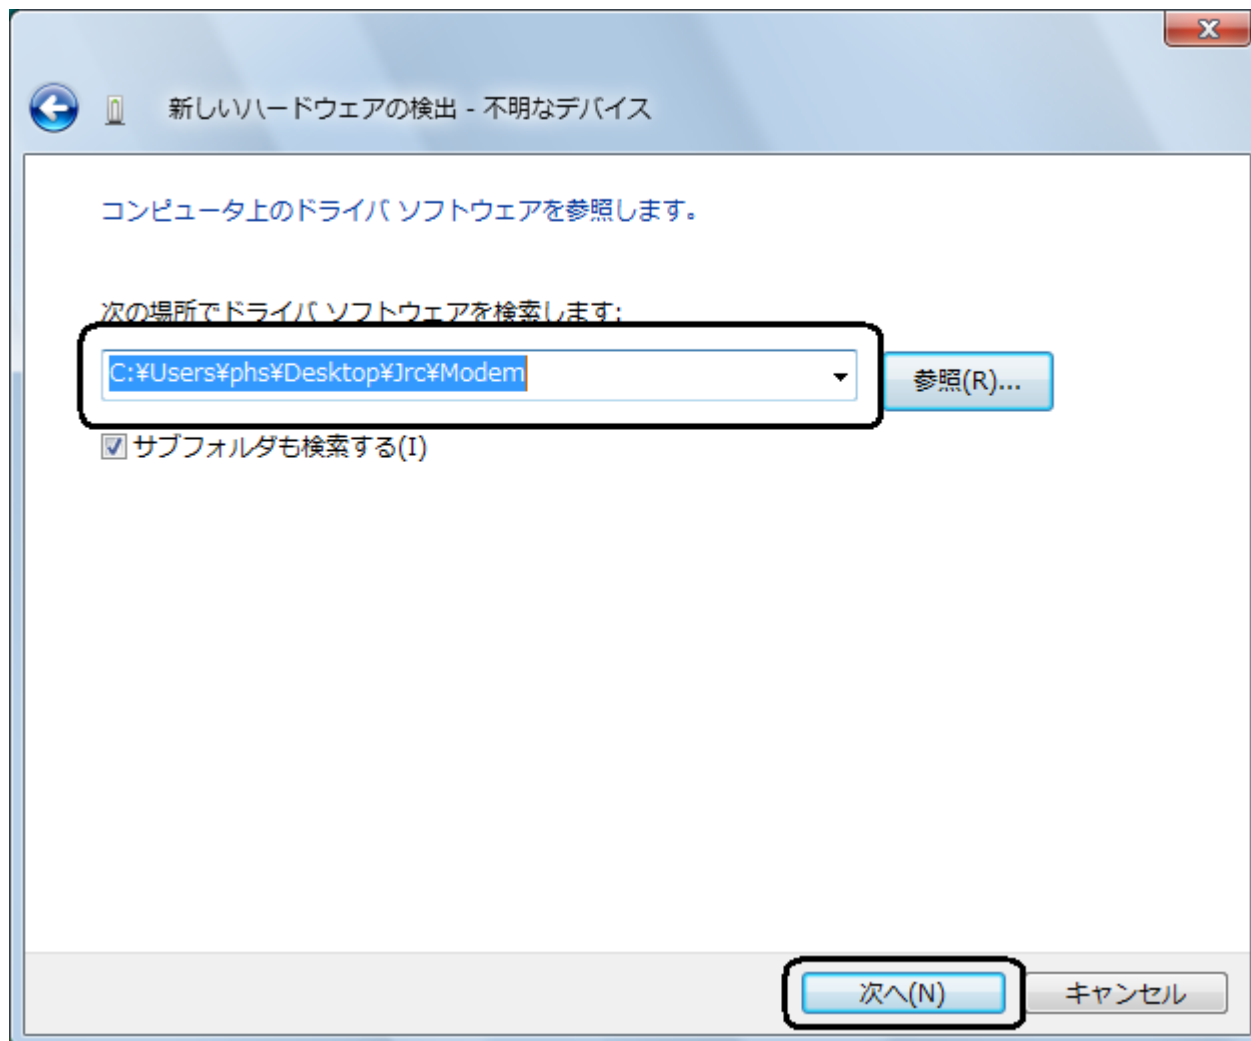 新しいハードウェアの検出 - 不明なデバイス
コンピュータ上のドライバ ソフトウェアを参照します。
次の場所でドライバ ソフトウェアを検索します:
C:¥Users¥phs¥Desktop¥Jrc¥Modem
参照(R)...
サブフォルダも検索する(I)
次へ(N)
キャンセル